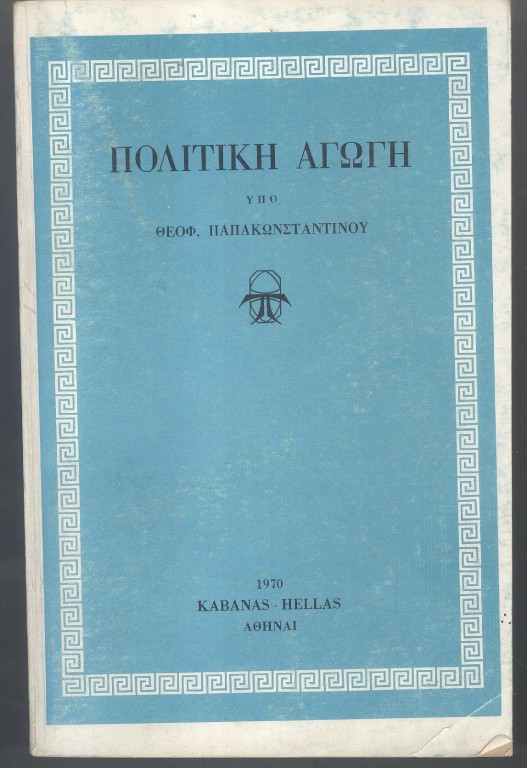 ΠΟΛΙΤΙΚΗ ΑΓΩΓΗ
ΥΠΟ
ΘΕΟΦ. ΠΑΠΑΚΩΝΣΤΑΝΤΙΝΟΥ
1970
KABANAS - HELLAS
ΑΘΗΝΑΙ